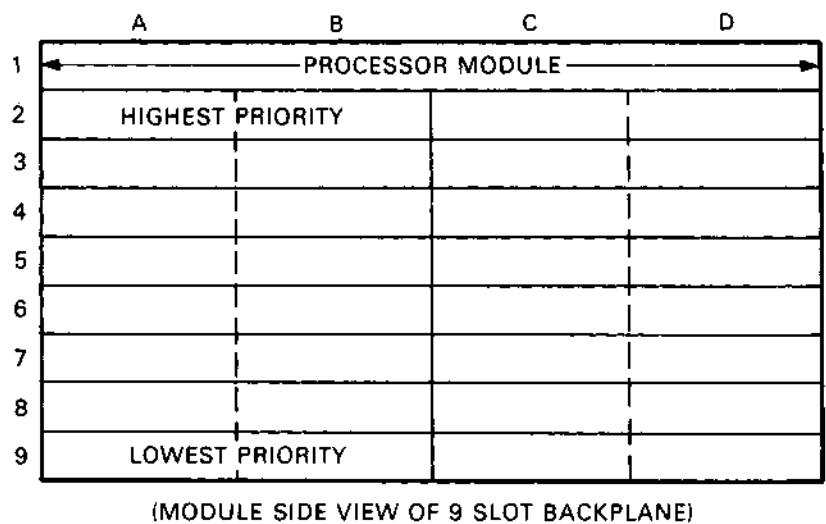 A B C D
1 PROCESSOR MODULE
2 HIGHEST PRIORITY
3
4
5
6
7
8
9 LOWEST PRIORITY
(MODULE SIDE VIEW OF 9 SLOT BACKPLANE)